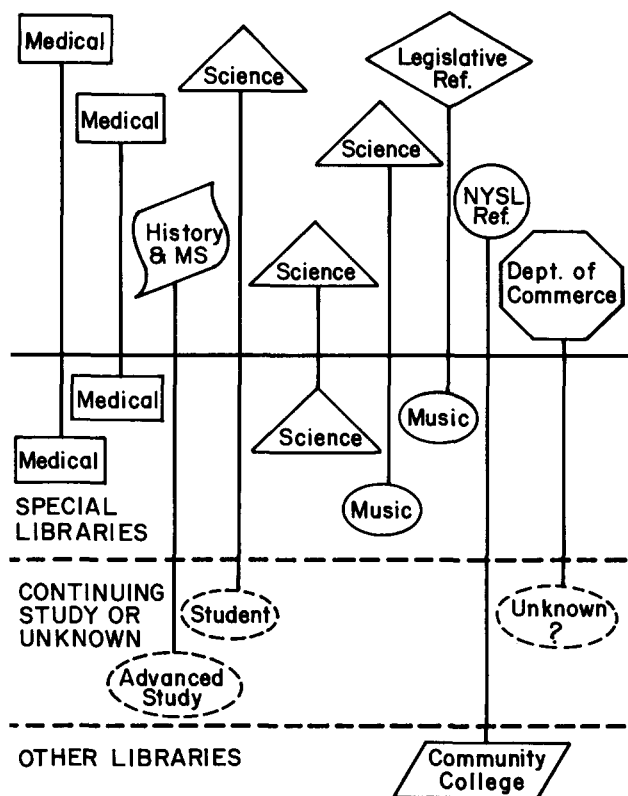 Medical
Legislative
Ref.
Science
Medical
Science
NYSL
Ref.
History
& MS
Science
Dept. of
Commerce
Medical
Music
Science
Medical
Music
SPECIAL
LIBRARIES
CONTINUING
STUDY OR
UNKNOWN
Student
Unknown
?
Advanced
Study
OTHER LIBRARIES
Community
College